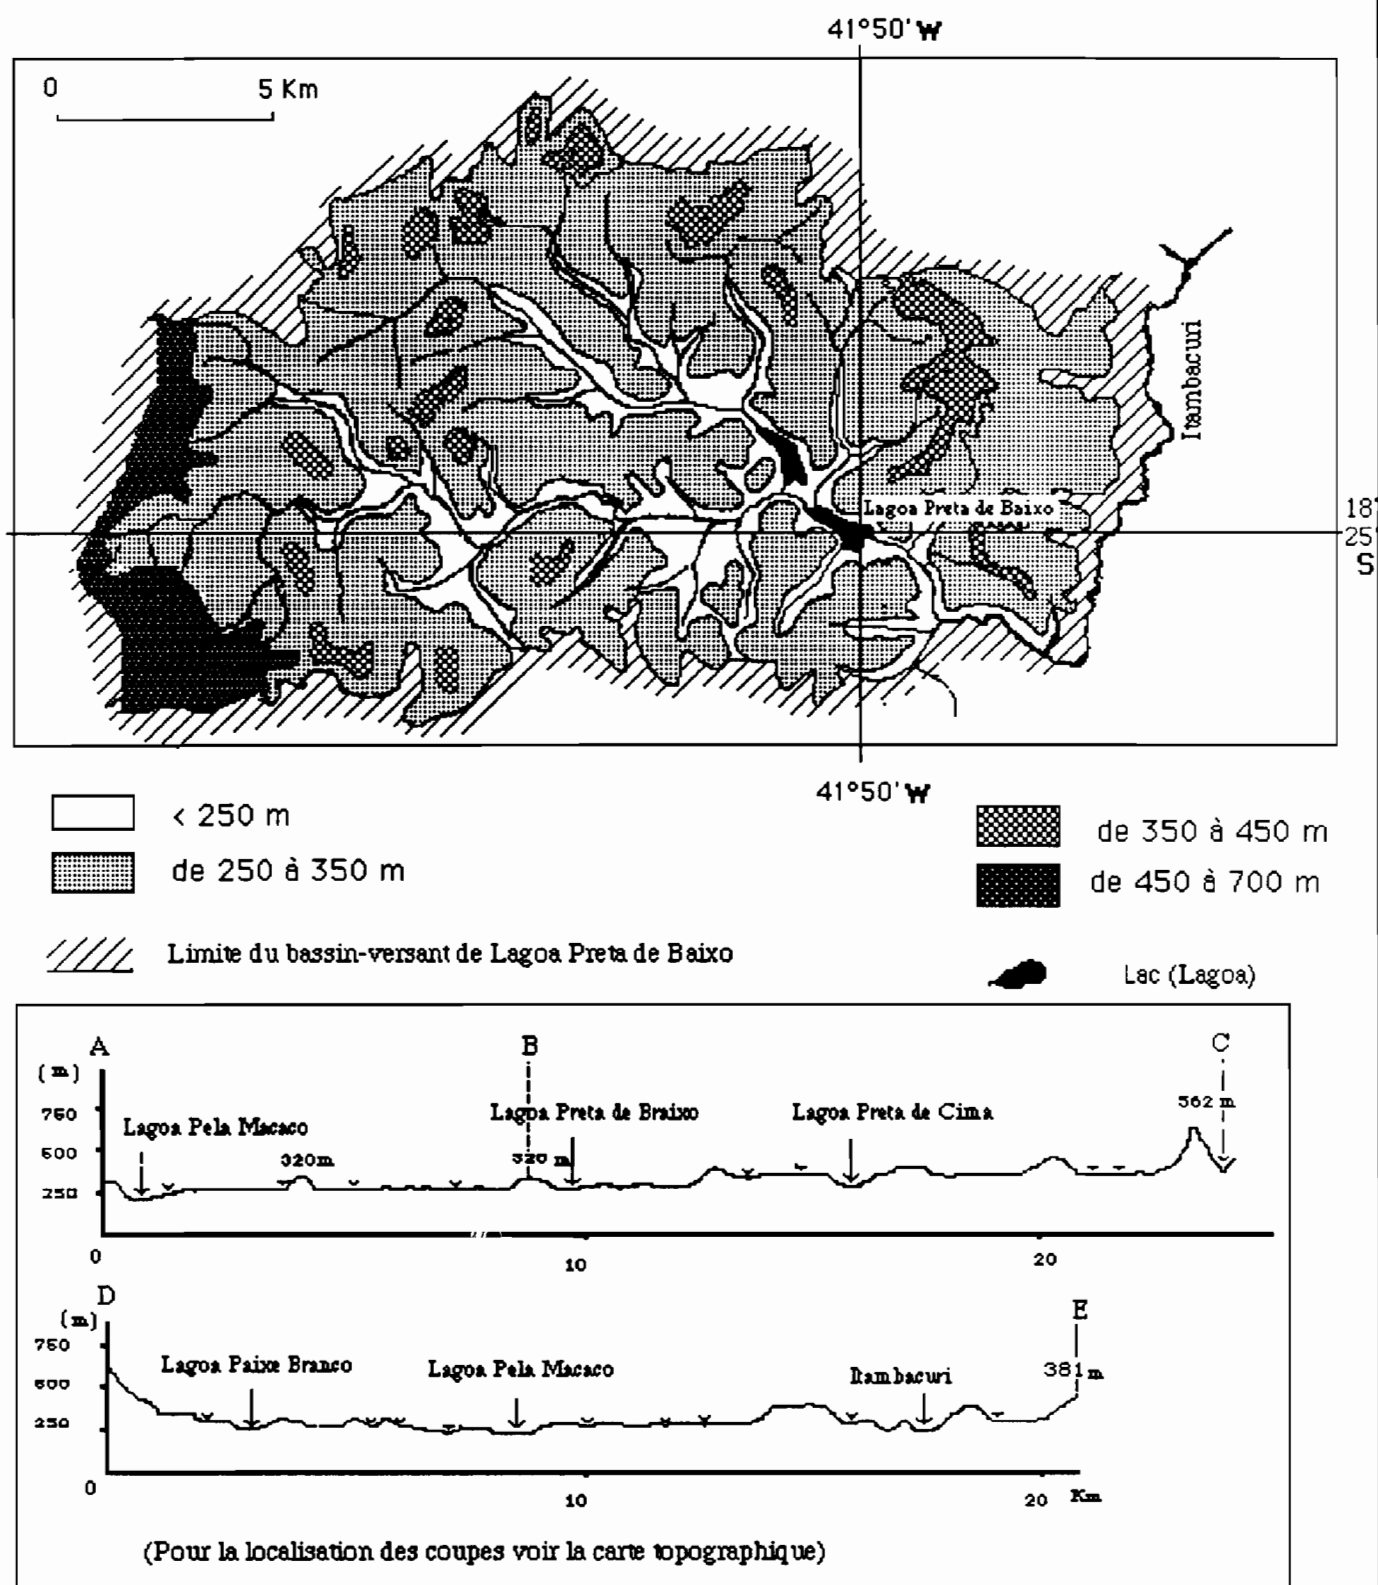 41°50' W
0 5 Km
Itambacuri
Lagoa Preta de Baixo
18°
25'
S
41°50' W
< 250 m
de 250 à 350 m
de 350 à 450 m
de 450 à 700 m
Limite du bassin-versant de Lagoa Preta de Baixo
Lac (Lagoa)
A B C
(m)
750
500
250
Lagoa Pela Macaco
320m
Lagoa Preta de Braixo
320 m
Lagoa Preta de Cima
562 m
0 10 20
D E
(m)
750
500
250
Lagoa Paixe Branco
Lagoa Pela Macaco
Itambacuri
381m
0 10 20 Km
(Pour la localisation des coupes voir la carte topographique)